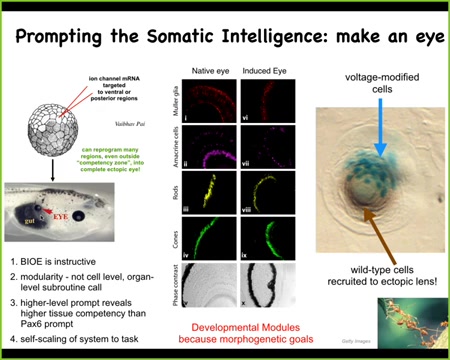 Prompting the Somatic Intelligence: make an eye
ion channel mRNA
targeted
to ventral or
posterior regions
Vaibhav Pai
can reprogram many
regions, even outside
"competency zone", into
complete ectopic eye!
gut
EYE
1. BIOE is instructive
2. modularity - not cell level, organ-
level subroutine call
3. higher-level prompt reveals
higher tissue competency than
Pax6 prompt
4. self-scaling of system to task
Native eye
Induced Eye
Muller glia
i
vi
Amacrine cells
ii
vii
Rods
iii
viii
Cones
iv
ix
Phase contrast
v
x
Developmental Modules
because morphogenetic goals
voltage-modified
cells
wild-type cells
recruited to ectopic lens!
Getty Images